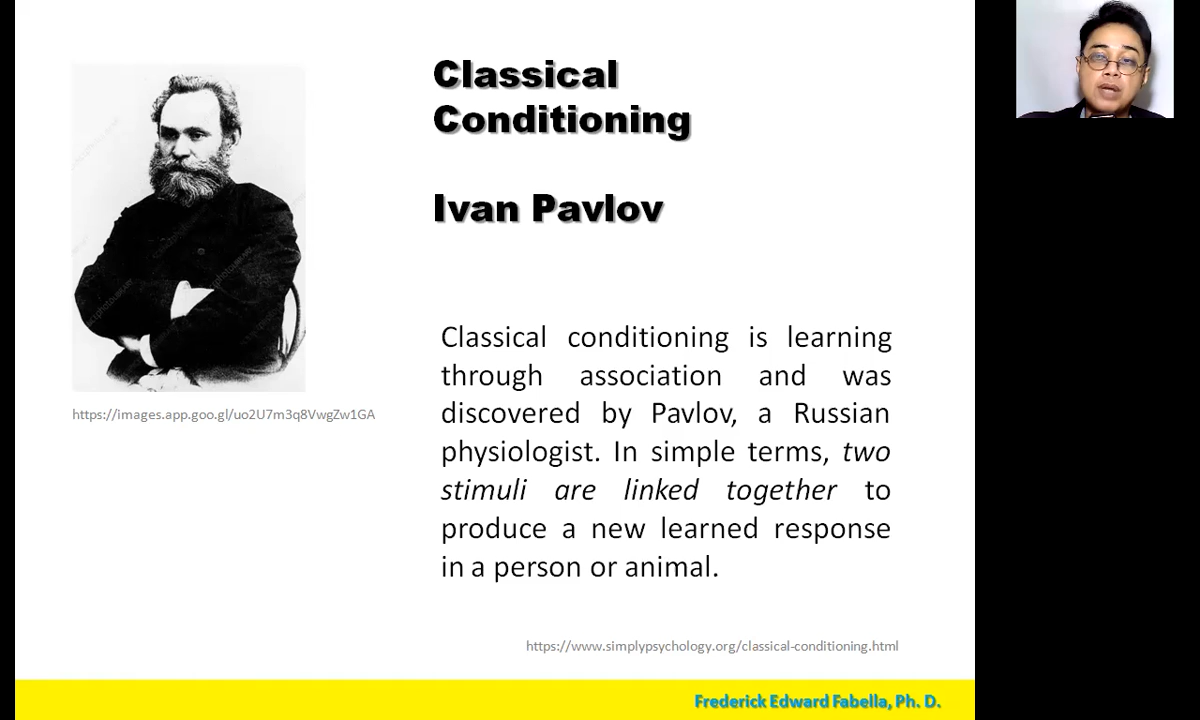 Classical
Conditioning
Ivan Pavlov
Classical conditioning is learning
through association and was
discovered by Pavlov, a Russian
physiologist. In simple terms, two
stimuli are linked together to
produce a new learned response
in a person or animal.
https://images.app.goo.gl/uo2U7m3q8VwgZw1GA
https://www.simplypsychology.org/classical-conditioning.html
Frederick Edward Fabella, Ph. D.